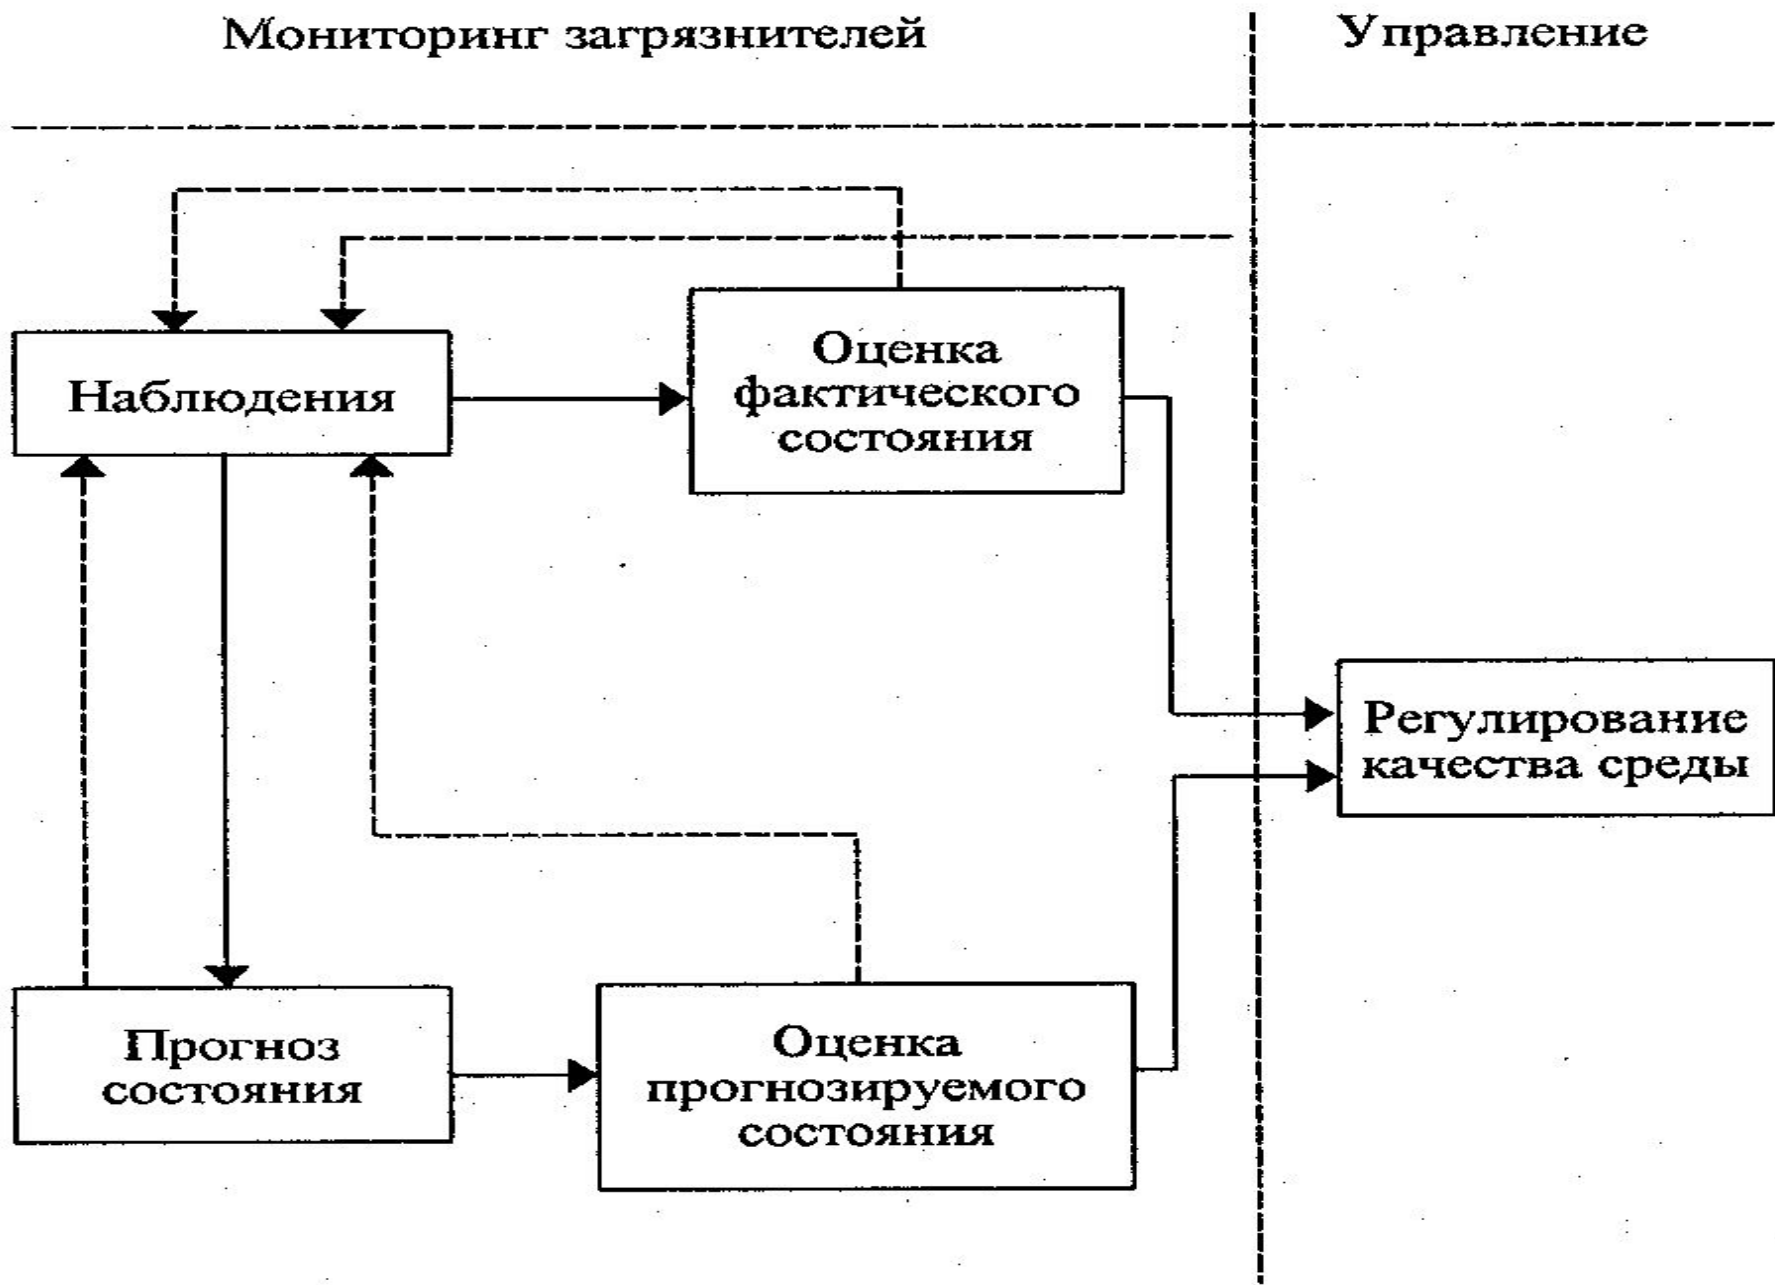 Мониторинг загрязнителей
Управление
Наблюдения
Оценка
фактического
состояния
Регулирование
качества среды
Прогноз
состояния
Оценка
прогнозируемого
состояния